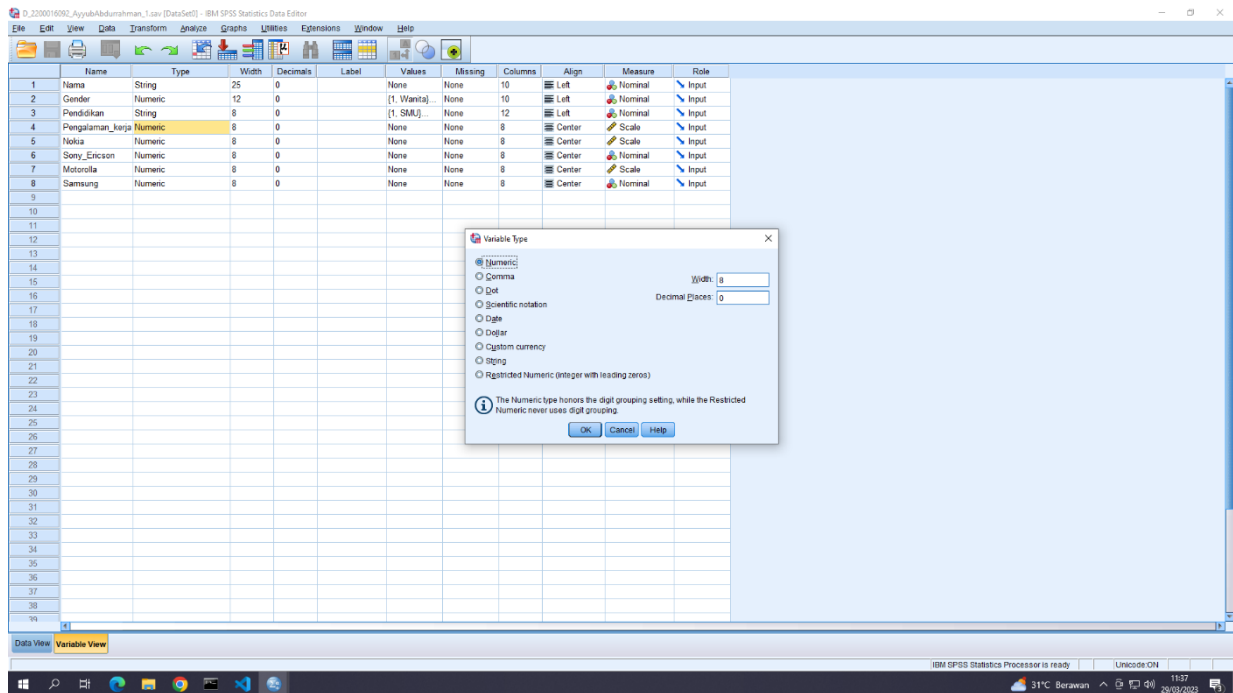 D_2200016092_AyyubAbdurrahman_1.sav [DataSet0] - IBM SPSS Statistics Data Editor
File Edit View Data Transform Analyze Graphs Utilities Extensions Window Help
Name Type Width Decimals Label Values Missing Columns Align Measure Role
1 Nama String 25 0 None None 10 Left Nominal Input
2 Gender Numeric 12 0 {1, Wanita}... None 10 Left Nominal Input
3 Pendidikan String 8 0 {1, SMU}... None 12 Left Nominal Input
4 Pengalaman_kerja Numeric 8 0 None None 8 Center Scale Input
5 Nokia Numeric 8 0 None None 8 Center Scale Input
6 Sony_Ericson Numeric 8 0 None None 8 Center Nominal Input
7 Motorolla Numeric 8 0 None None 8 Center Scale Input
8 Samsung Numeric 8 0 None None 8 Center Nominal Input
9
10
11
12
13
14
15
16
17
18
19
20
21
22
23
24
25
26
27
28
29
30
31
32
33
34
35
36
37
38
39
Variable Type
Numeric
Comma
Dot
Scientific notation
Date
Dollar
Custom currency
String
Restricted Numeric (integer with leading zeros)
Width: 8
Decimal Places: 0
The Numeric type honors the digit grouping setting, while the Restricted
Numeric never uses digit grouping.
OK Cancel Help
Data View Variable View
IBM SPSS Statistics Processor is ready Unicode:ON
31°C Berawan 11:37
29/03/2023